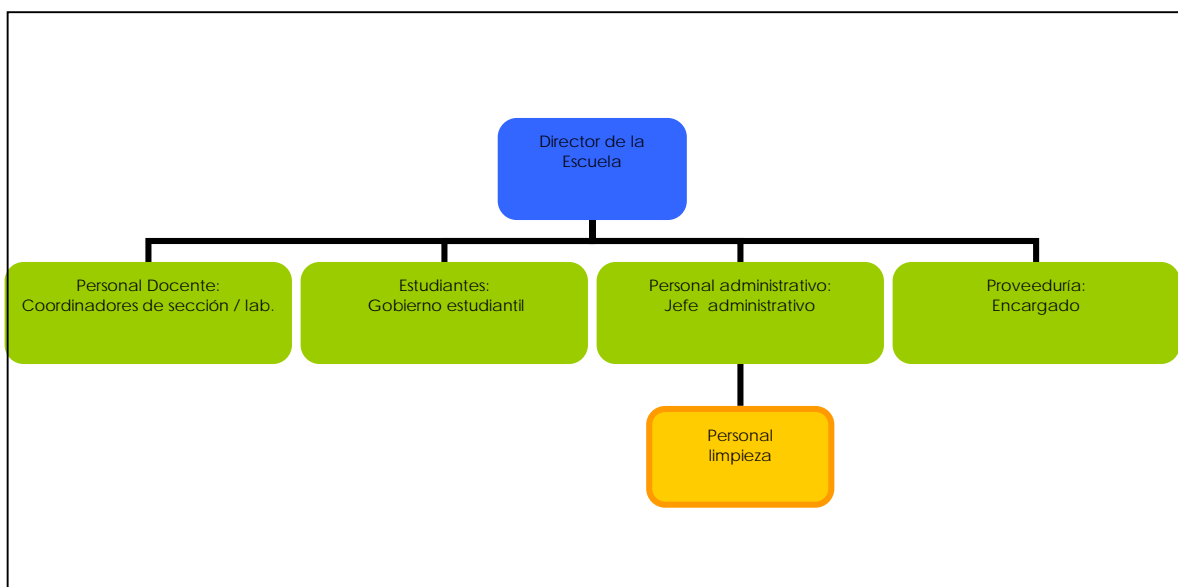 Director de la
Escuela
Personal Docente:
Coordinadores de sección / lab.
Estudiantes:
Gobierno estudiantil
Personal administrativo:
Jefe  administrativo
Proveeduría:
Encargado
Personal
limpieza